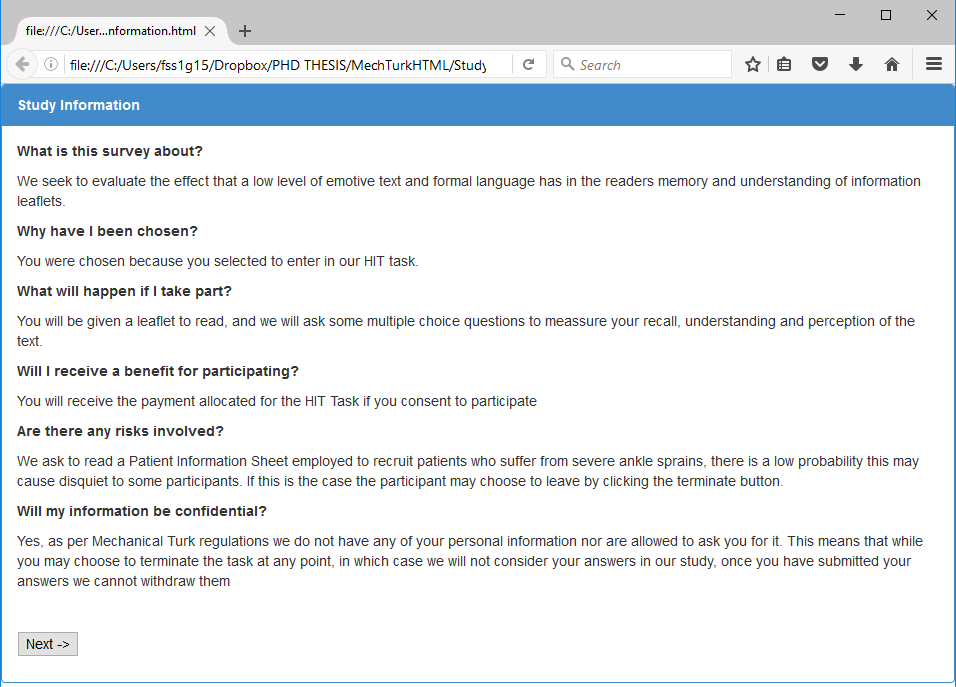 file:///C:/User...nformation.html
file:///C:/Users/fss1g15/Dropbox/PHD THESIS/MechTurkHTML/Study
Search
Study Information
What is this survey about?
We seek to evaluate the effect that a low level of emotive text and formal language has in the readers memory and understanding of information
leaflets.
Why have I been chosen?
You were chosen because you selected to enter in our HIT task.
What will happen if I take part?
You will be given a leaflet to read, and we will ask some multiple choice questions to meassure your recall, understanding and perception of the
text.
Will I receive a benefit for participating?
You will receive the payment allocated for the HIT Task if you consent to participate
Are there any risks involved?
We ask to read a Patient Information Sheet employed to recruit patients who suffer from severe ankle sprains, there is a low probability this may
cause disquiet to some participants. If this is the case the participant may choose to leave by clicking the terminate button.
Will my information be confidential?
Yes, as per Mechanical Turk regulations we do not have any of your personal information nor are allowed to ask you for it. This means that while
you may choose to terminate the task at any point, in which case we will not consider your answers in our study, once you have submitted your
answers we cannot withdraw them
Next ->